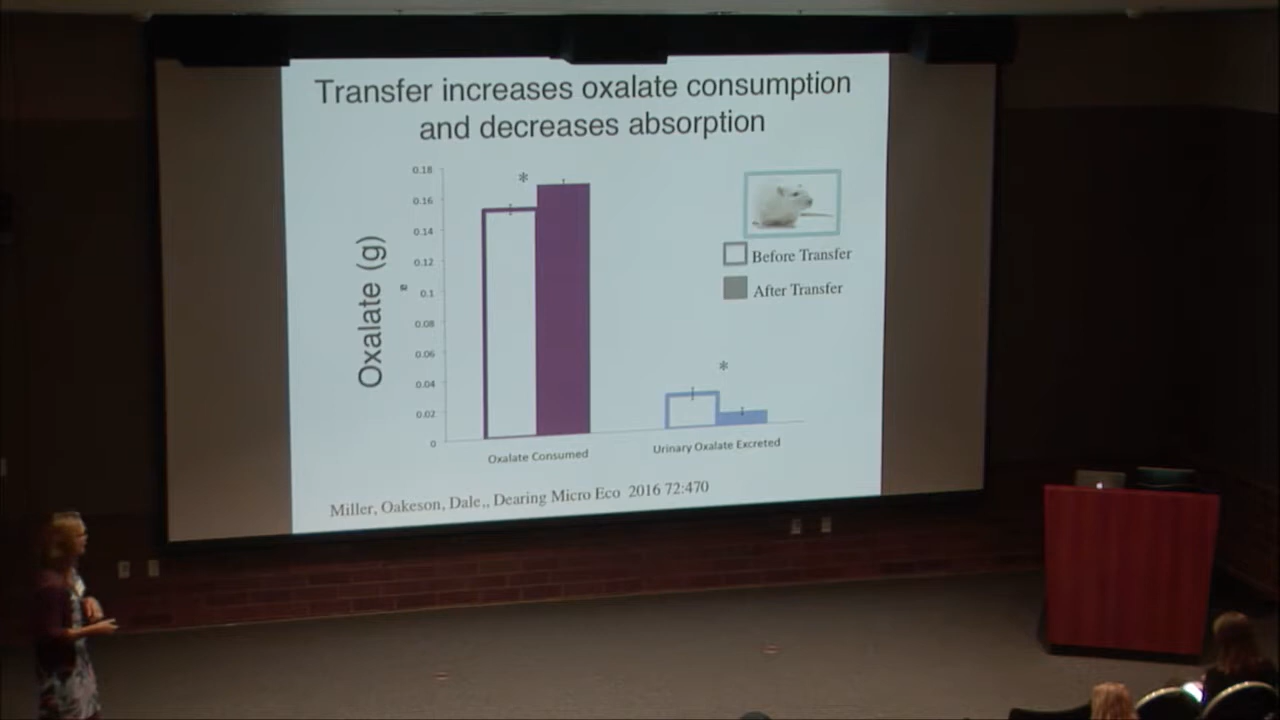 Transfer increases oxalate consumption
and decreases absorption
Oxalate (g)
0.18
0.16
0.14
0.12
0.1
0.08
0.06
0.04
0.02
0
*
*
Before Transfer
After Transfer
Oxalate Consumed
Urinary Oxalate Excreted
Miller, Oakeson, Dale,, Dearing Micro Eco 2016 72:470